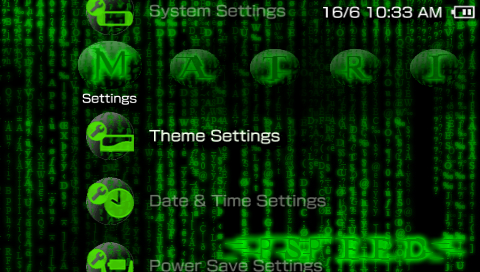 System Settings
16/6 10:33 AM
M A T R I
Settings
Theme Settings
Date & Time Settings
Power Save Settings